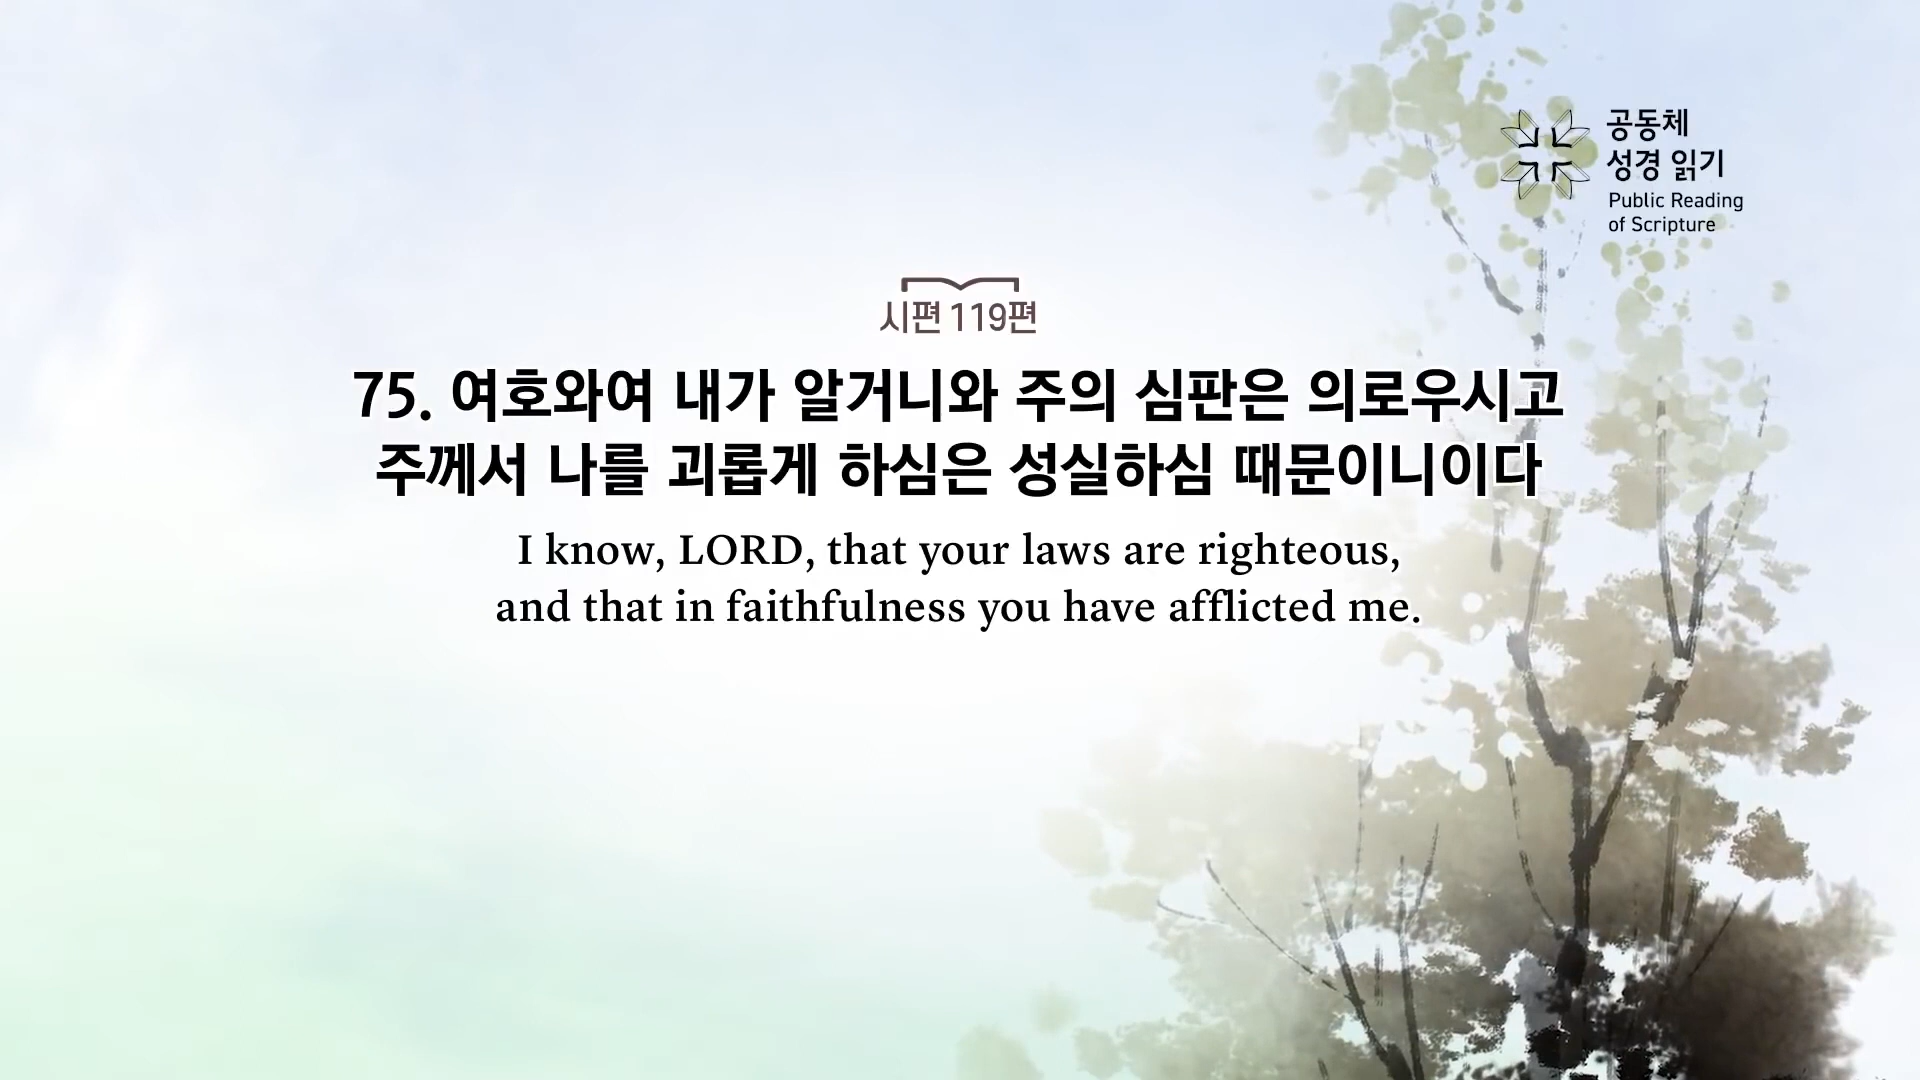 공동체
성경 읽기
Public Reading
of Scripture
시편 119편
75. 여호와여 내가 알거니와 주의 심판은 의로우시고
주께서 나를 괴롭게 하심은 성실하심 때문이니이다
I know, LORD, that your laws are righteous,
and that in faithfulness you have afflicted me.